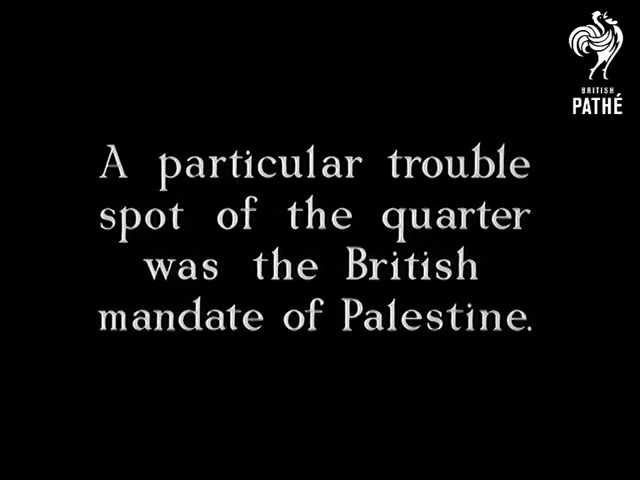 BRITISH
PATHÉ
A particular trouble
spot of the quarter
was the British
mandate of Palestine.